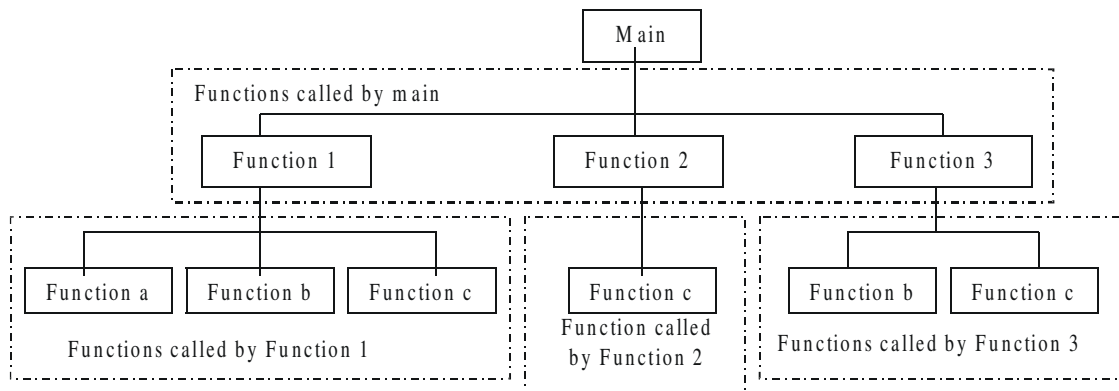 Main
Functions called by main
Function 1
Function 2
Function 3
Function a
Function b
Function c
Functions called by Function 1
Function c
Function called
by Function 2
Function b
Function c
Functions called by Function 3